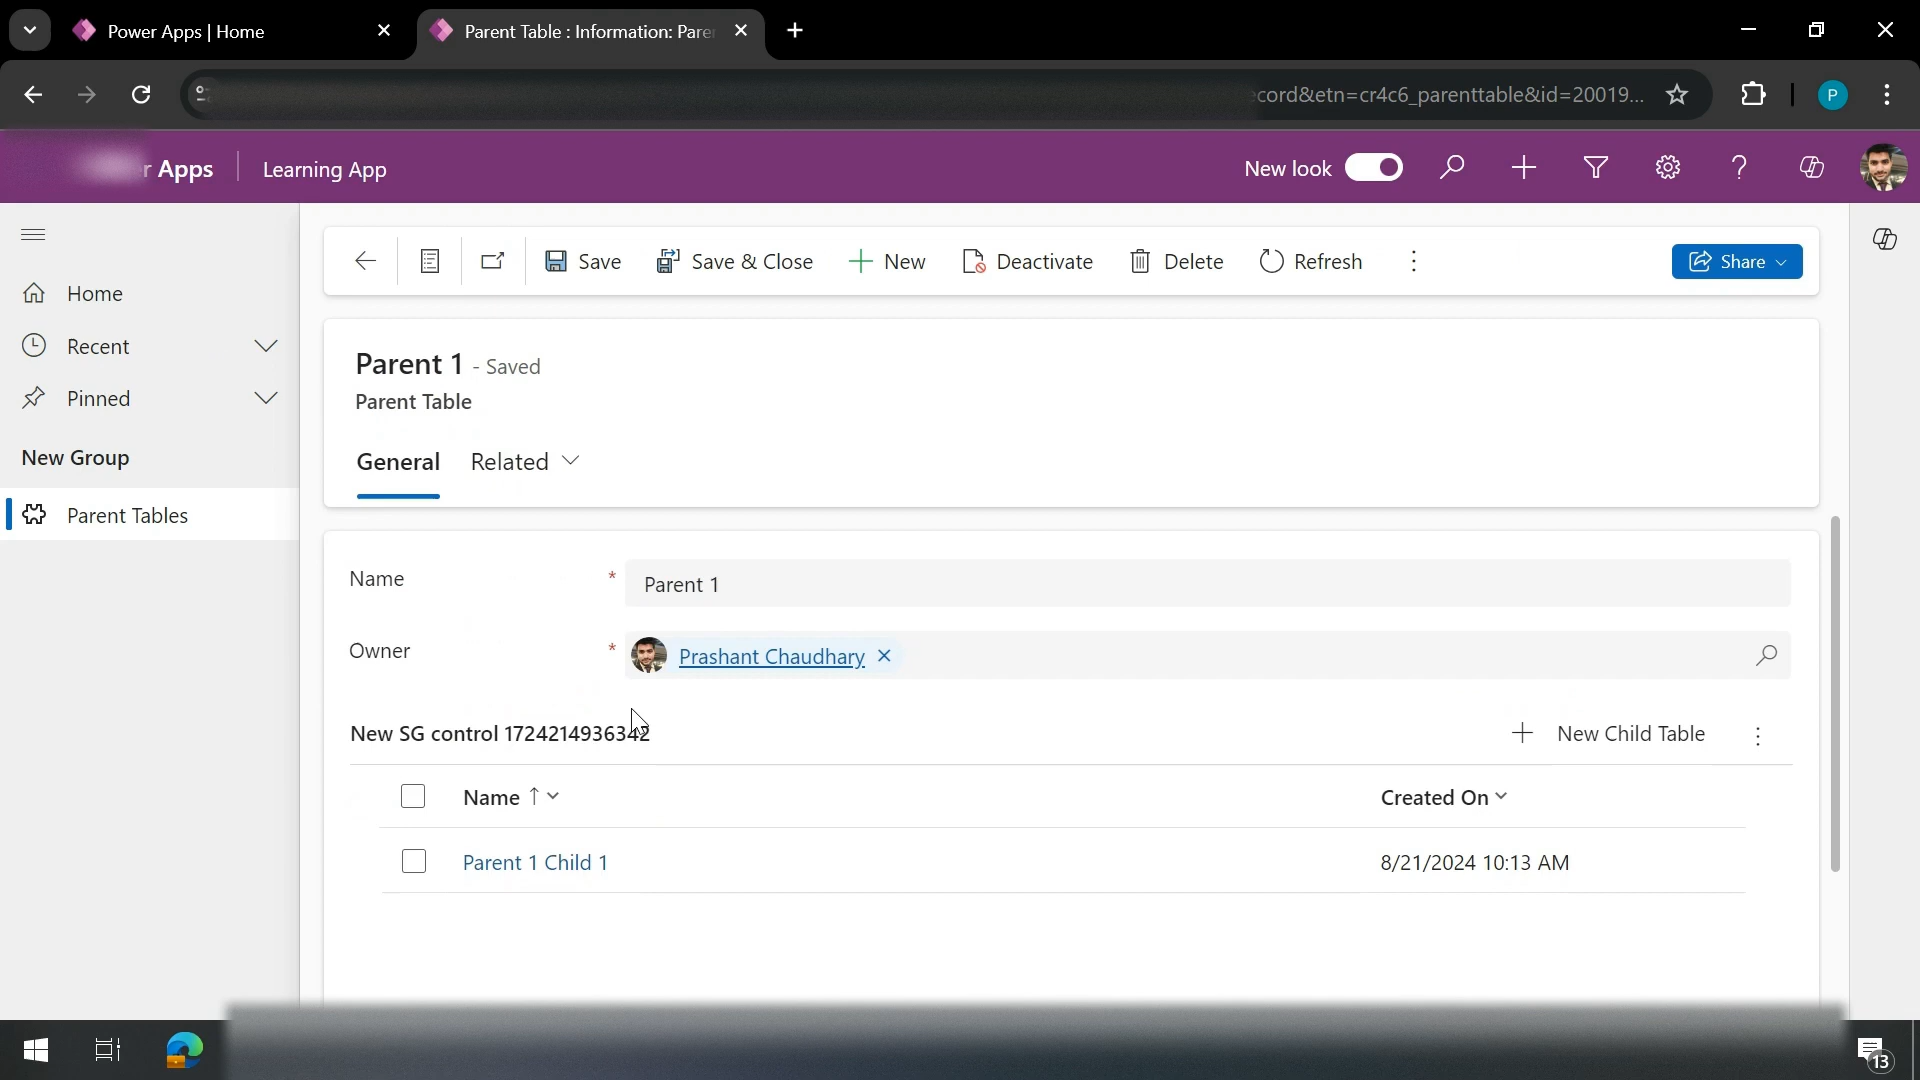 Power Apps | Home
Parent Table : Information: Pare
cord&etn=cr4c6_parenttable&id=20019...
P
Apps
Learning App
New look
Home
Recent
Pinned
New Group
Parent Tables
Save
Save & Close
New
Deactivate
Delete
Refresh
Share
Parent 1 - Saved
Parent Table
General
Related
Name *
Parent 1
Owner *
Prashant Chaudhary
New SG control 1724214936342
New Child Table
Name
Created On
Parent 1 Child 1
8/21/2024 10:13 AM
13